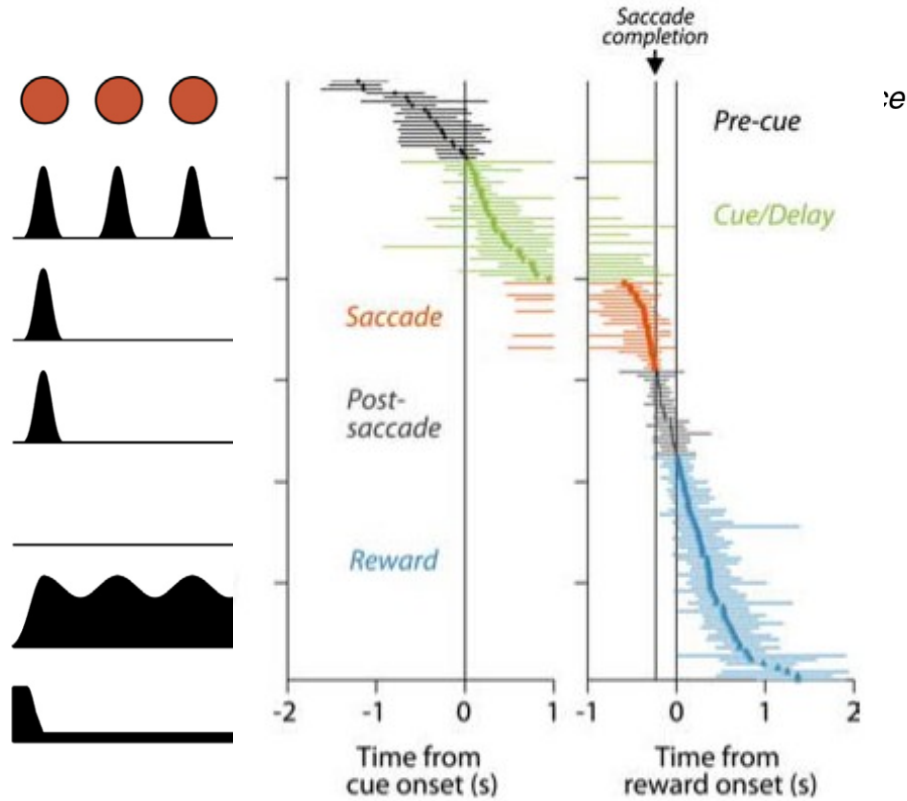 Saccade
completion
Pre-cue
Cue/Delay
Saccade
Post-
saccade
Reward
-2 -1 0 1
-1 0 1 2
Time from
cue onset (s)
Time from
reward onset (s)